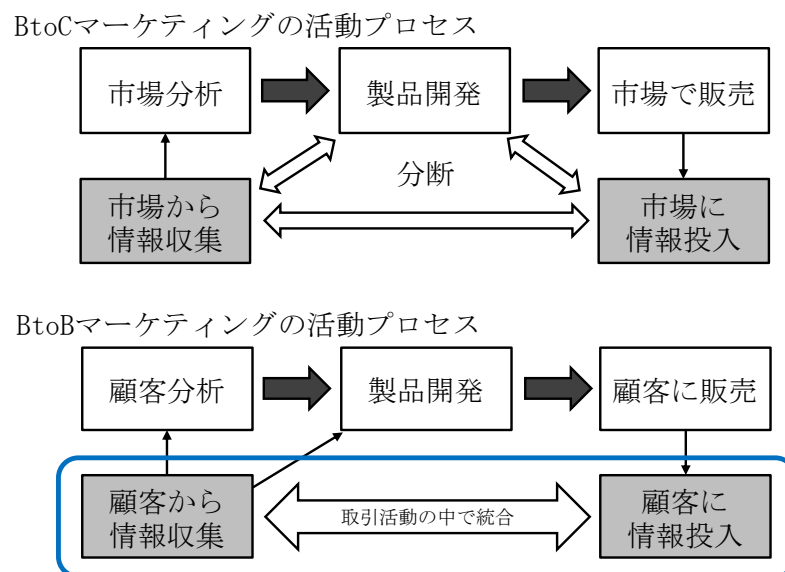 BtoCマーケティングの活動プロセス
市場分析
製品開発
市場で販売
分断
市場から
情報収集
市場に
情報投入
BtoBマーケティングの活動プロセス
顧客分析
製品開発
顧客に販売
顧客から
情報収集
取引活動の中で統合
顧客に
情報投入